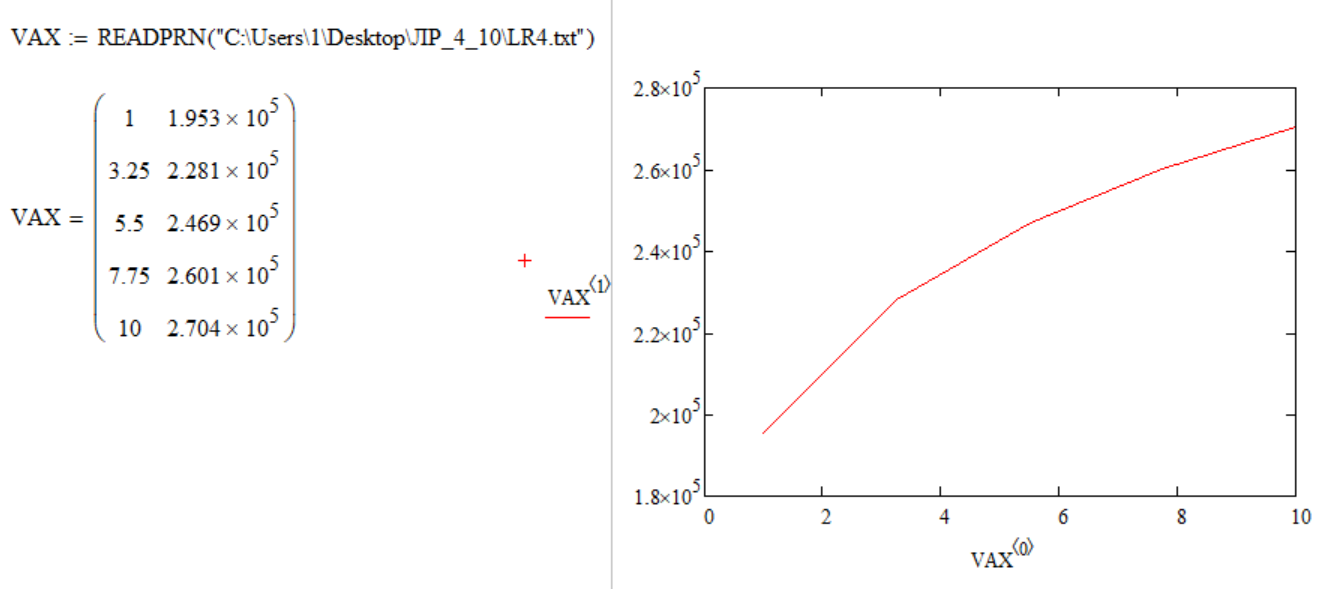 VAX := READPRN("C:\Users\1\Desktop\JIP_4_10\LR4.txt")
VAX =
1 1.953 × 10^5
3.25 2.281 × 10^5
5.5 2.469 × 10^5
7.75 2.601 × 10^5
10 2.704 × 10^5
VAX^⟨1⟩
2.8×10^5
2.6×10^5
2.4×10^5
2.2×10^5
2×10^5
1.8×10^5
0 2 4 6 8 10
VAX^⟨0⟩